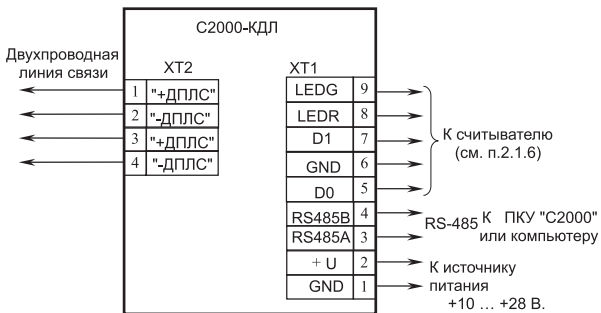 С2000-КДЛ
Двухпроводная
линия связи
XT2
1 "+ДПЛС"
2 "-ДПЛС"
3 "+ДПЛС"
4 "-ДПЛС"
XT1
LEDG 9
LEDR 8
D1 7
GND 6
D0 5
RS485B 4
RS485A 3
+ U 2
GND 1
К считывателю
(см. п.2.1.6)
RS-485 К ПКУ "С2000"
или компьютеру
К источнику
питания
+10 ... +28 В.